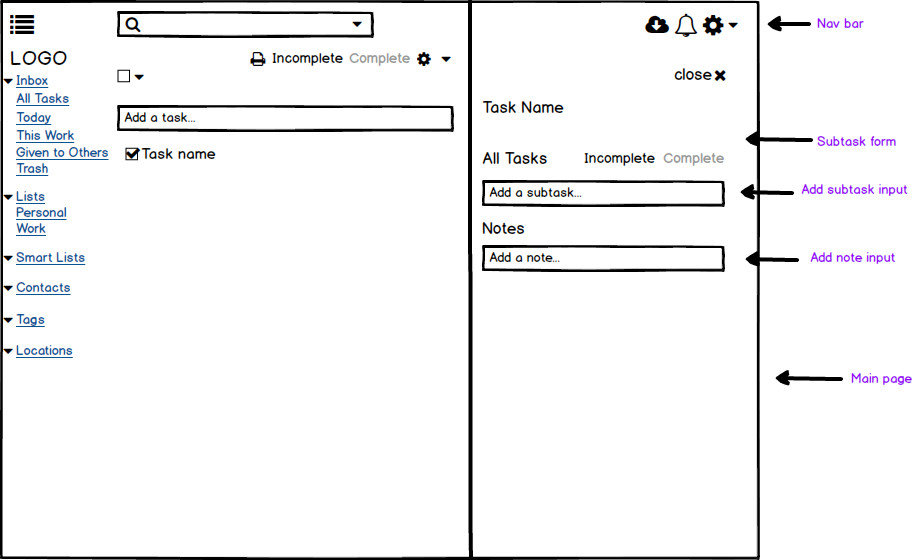 Nav bar
LOGO
Incomplete Complete
Inbox
All Tasks
Today
This Work
Given to Others
Trash
Lists
Personal
Work
Smart Lists
Contacts
Tags
Locations
Add a task...
Task name
close
Task Name
Subtask form
All Tasks Incomplete Complete
Add a subtask...
Add subtask input
Notes
Add a note...
Add note input
Main page